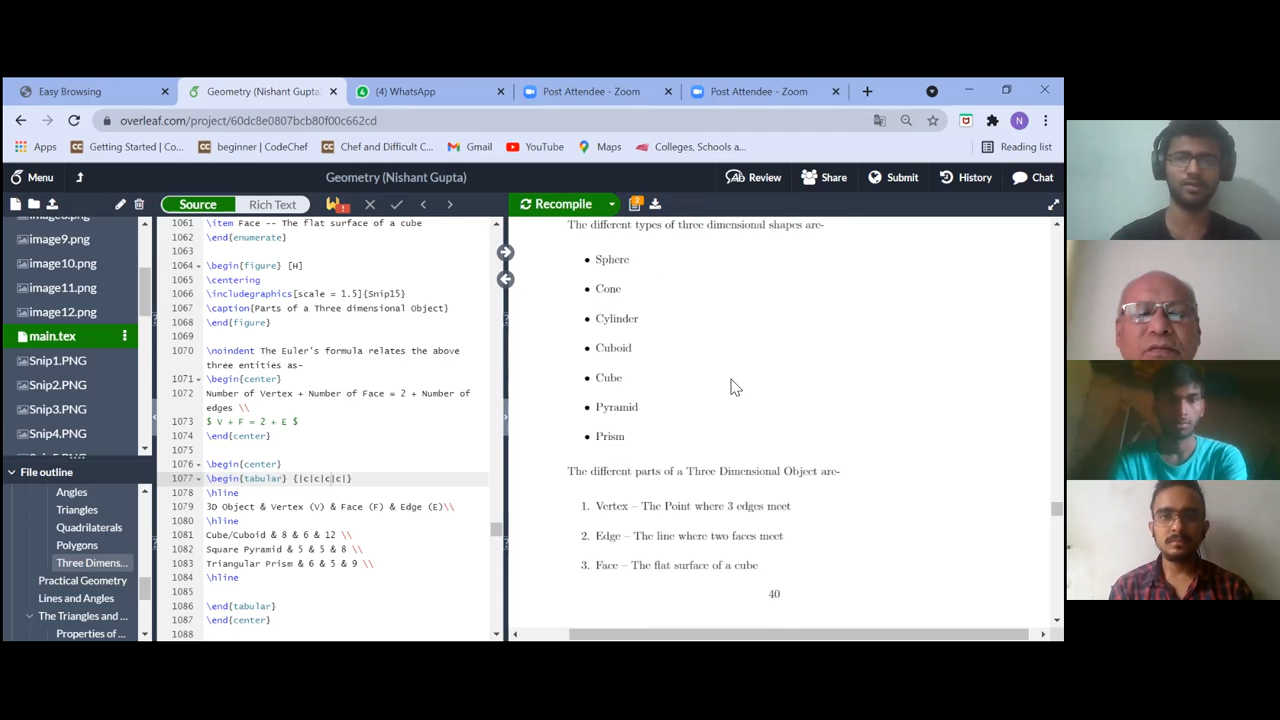 Easy Browsing
Geometry (Nishant Gupta)
(4) WhatsApp
Post Attendee - Zoom
Post Attendee - Zoom
overleaf.com/project/60dc8e0807bcb80f00c662cd
N
Apps
Getting Started | Co...
beginner | CodeChef
Chef and Difficult C...
Gmail
YouTube
Maps
Colleges, Schools a...
Reading list
Menu
Geometry (Nishant Gupta)
Review
Share
Submit
History
Chat
Source
Rich Text
Recompile
2
image9.png
image10.png
image11.png
image12.png
main.tex
Snip1.PNG
Snip2.PNG
Snip3.PNG
Snip4.PNG
File outline
Angles
Triangles
Quadrilaterals
Polygons
Three Dimens...
Practical Geometry
Lines and Angles
The Triangles and ...
Properties of ...
1061 \item Face -- The flat surface of a cube
1062 \end{enumerate}
1063
1064 \begin{figure} [H]
1065 \centering
1066 \includegraphics[scale = 1.5]{Snip15}
1067 \caption{Parts of a Three dimensional Object}
1068 \end{figure}
1069
1070 \noindent The Euler's formula relates the above
three entities as-
1071 \begin{center}
1072 Number of Vertex + Number of Face = 2 + Number of
edges \\
1073 $ V + F = 2 + E $
1074 \end{center}
1075
1076 \begin{center}
1077 \begin{tabular} {|c|c|c|c|}
1078 \hline
1079 3D Object & Vertex (V) & Face (F) & Edge (E)\\
1080 \hline
1081 Cube/Cuboid & 8 & 6 & 12 \\
1082 Square Pyramid & 5 & 5 & 8 \\
1083 Triangular Prism & 6 & 5 & 9 \\
1084 \hline
1085
1086 \end{tabular}
1087 \end{center}
1088
The different types of three dimensional shapes are-
• Sphere
• Cone
• Cylinder
• Cuboid
• Cube
• Pyramid
• Prism
The different parts of a Three Dimensional Object are-
1. Vertex – The Point where 3 edges meet
2. Edge – The line where two faces meet
3. Face – The flat surface of a cube
40